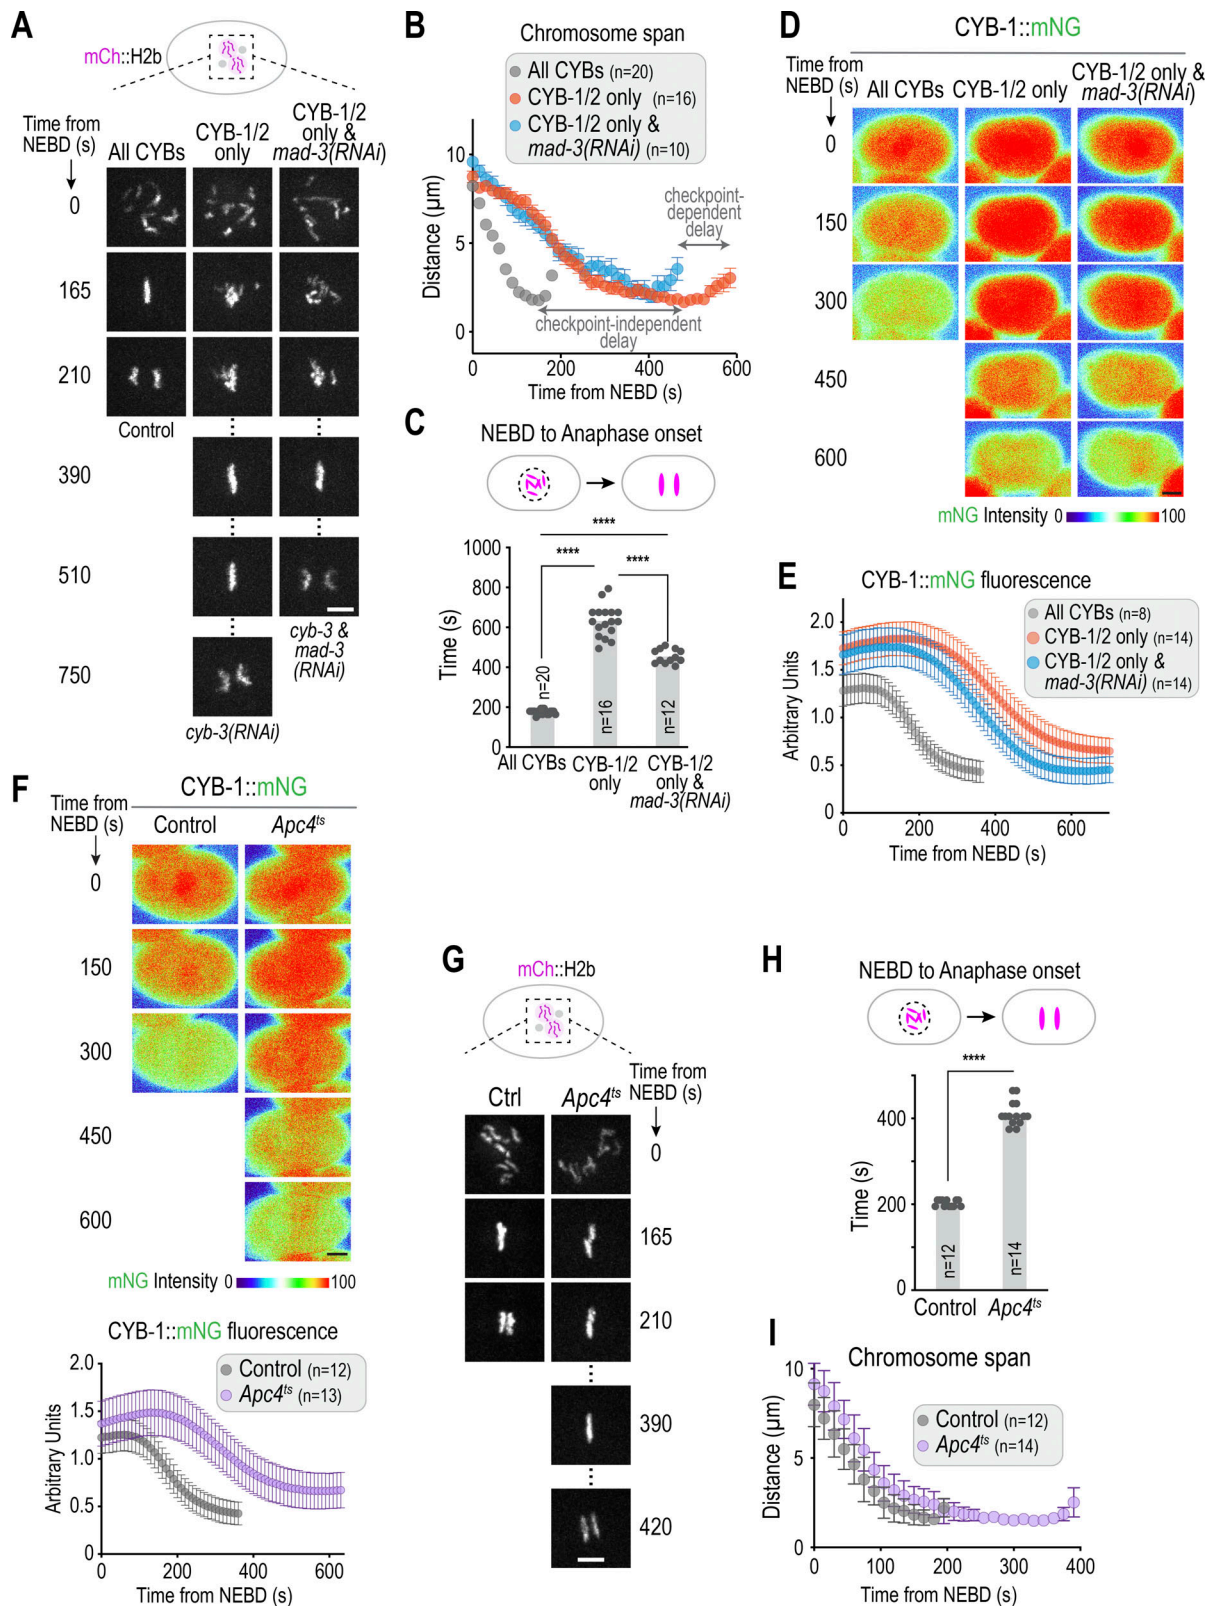 A
mCh::H2b
Time from
NEBD (s)
All CYBs
CYB-1/2
only
CYB-1/2
only &
mad-3(RNAi)
0
165
210
Control
390
510
cyb-3 &
mad-3
(RNAi)
750
cyb-3(RNAi)
B
Chromosome span
All CYBs (n=20)
CYB-1/2 only (n=16)
CYB-1/2 only &
mad-3(RNAi) (n=10)
Distance (µm)
10
5
0
checkpoint-
dependent
delay
checkpoint-independent
delay
0 200 400 600
Time from NEBD (s)
C
NEBD to Anaphase onset
****
**** ****
Time (s)
1000
800
600
400
200
0
n=20
n=16
n=12
All CYBs
CYB-1/2
only
CYB-1/2
only &
mad-3(RNAi)
D
CYB-1::mNG
Time from
NEBD (s)
All CYBs
CYB-1/2 only
CYB-1/2 only &
mad-3(RNAi)
0
150
300
450
600
mNG Intensity 0 100
E
CYB-1::mNG fluorescence
All CYBs (n=8)
CYB-1/2 only (n=14)
CYB-1/2 only &
mad-3(RNAi) (n=14)
Arbitrary Units
2.0
1.5
1.0
0.5
0
0 200 400 600
Time from NEBD (s)
F
CYB-1::mNG
Time from
NEBD (s)
Control
Apc4ts
0
150
300
450
600
mNG Intensity 0 100
CYB-1::mNG fluorescence
Control (n=12)
Apc4ts (n=13)
Arbitrary Units
2.0
1.5
1.0
0.5
0
0 200 400 600
Time from NEBD (s)
G
mCh::H2b
Ctrl
Apc4ts
Time from
NEBD (s)
0
165
210
390
420
H
NEBD to Anaphase onset
****
Time (s)
400
200
0
n=12
n=14
Control
Apc4ts
I
Chromosome span
Control (n=12)
Apc4ts (n=14)
Distance (µm)
10
5
0
0 100 200 300 400
Time from NEBD (s)